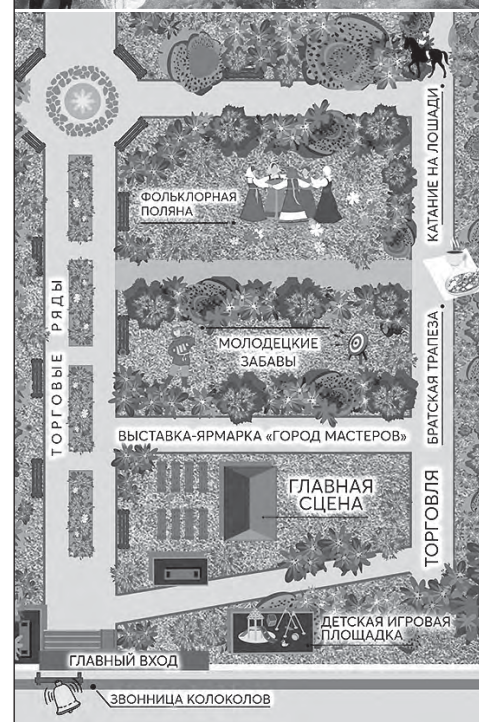 КАТАНИЕ НА ЛОШАДИ
ФОЛЬКЛОРНАЯ
ПОЛЯНА
ТОРГОВЫЕ РЯДЫ
МОЛОДЕЦКИЕ
ЗАБАВЫ
БРАТСКАЯ ТРАПЕЗА
ВЫСТАВКА-ЯРМАРКА «ГОРОД МАСТЕРОВ»
ГЛАВНАЯ
СЦЕНА
ТОРГОВЛЯ
ДЕТСКАЯ ИГРОВАЯ
ПЛОЩАДКА
ГЛАВНЫЙ ВХОД
ЗВОННИЦА КОЛОКОЛОВ